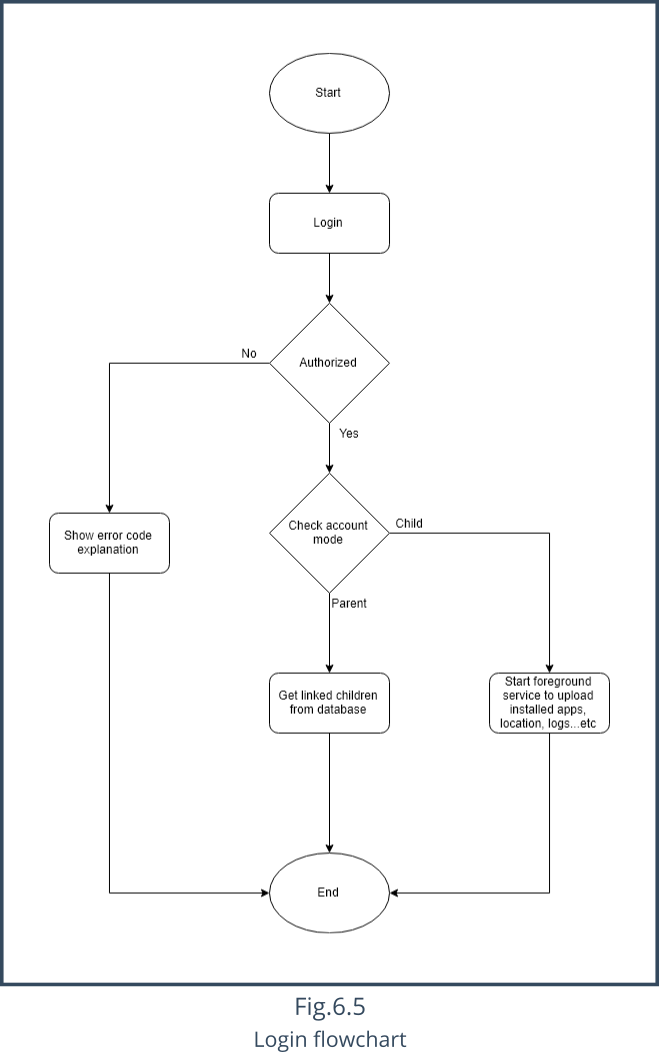 Start
Login
Authorized
No
Yes
Check account
mode
Child
Show error code
explanation
Parent
Get linked children
from database
Start foreground
service to upload
installed apps,
location, logs...etc
End
Fig.6.5
Login flowchart